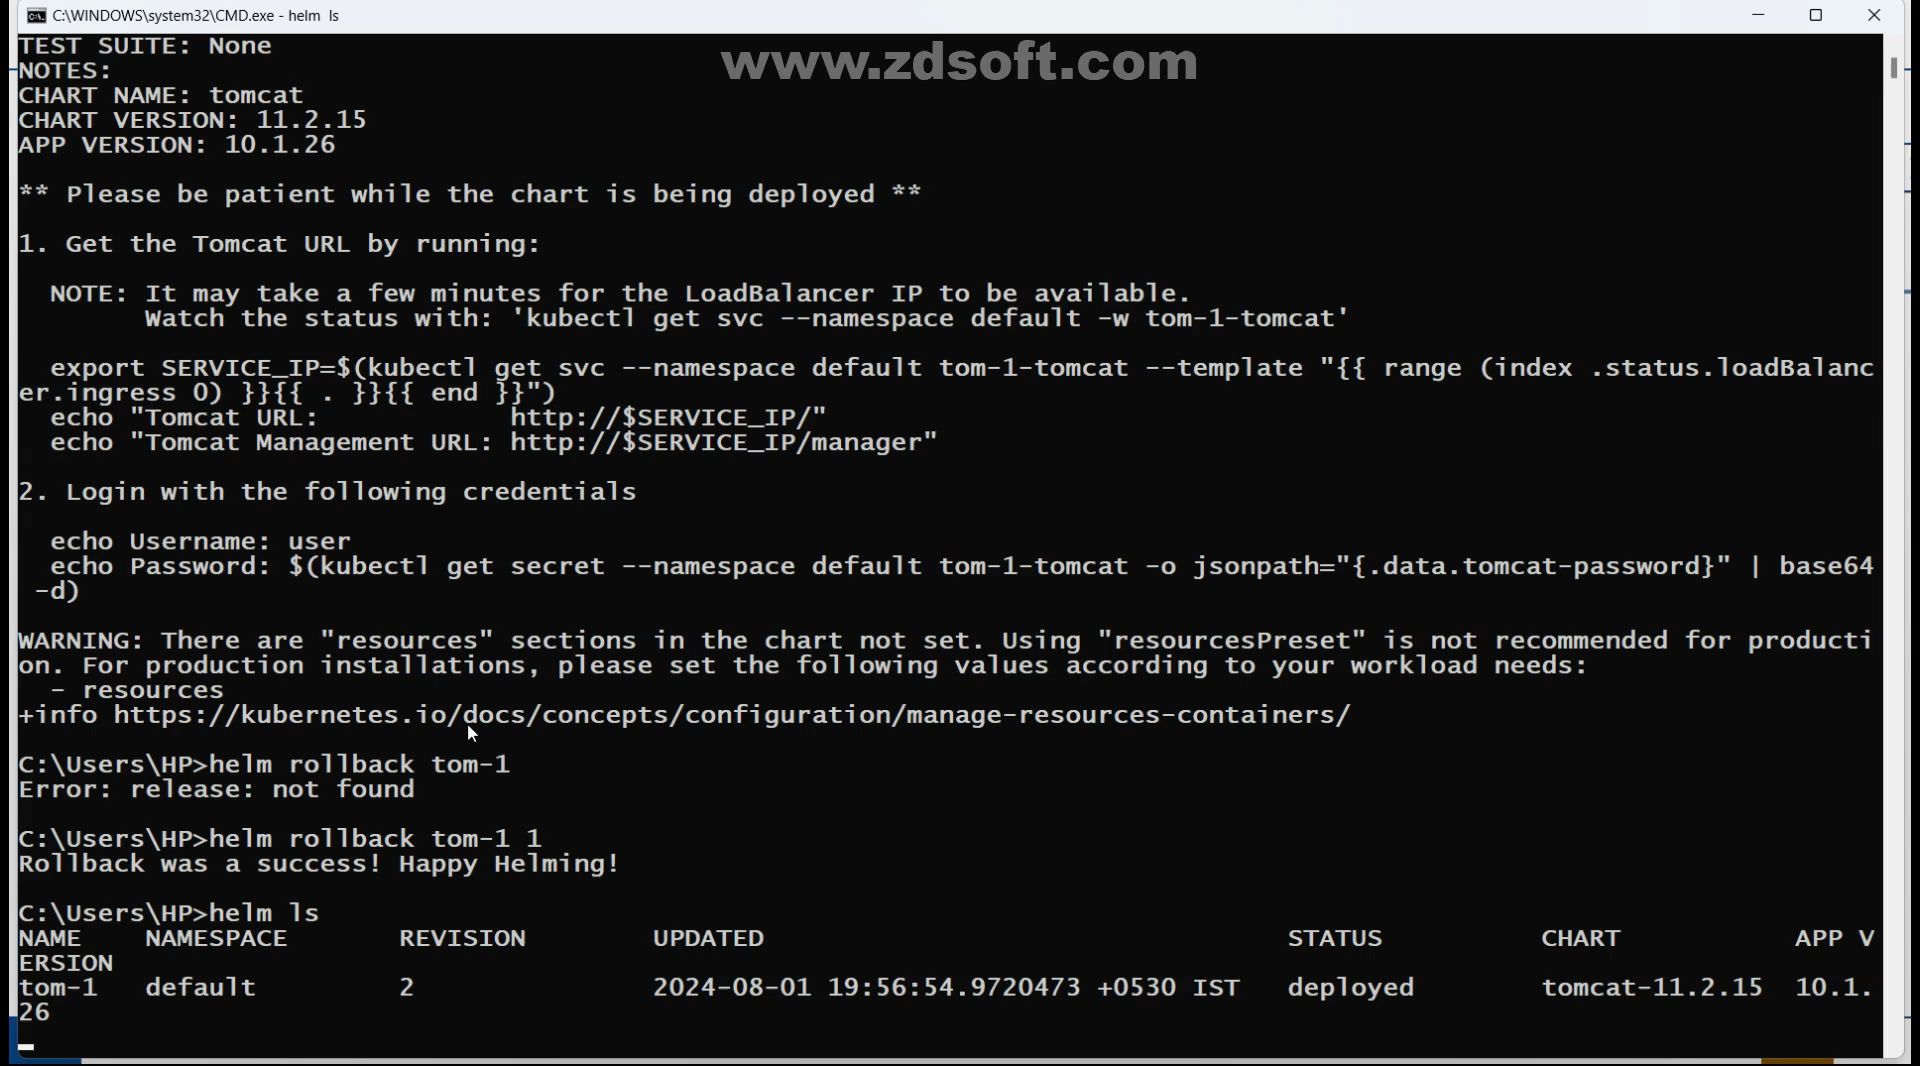 C:\WINDOWS\system32\CMD.exe - helm ls
www.zdsoft.com
TEST SUITE: None
NOTES:
CHART NAME: tomcat
CHART VERSION: 11.2.15
APP VERSION: 10.1.26
** Please be patient while the chart is being deployed **
1. Get the Tomcat URL by running:
NOTE: It may take a few minutes for the LoadBalancer IP to be available.
Watch the status with: 'kubectl get svc --namespace default -w tom-1-tomcat'
export SERVICE_IP=$(kubectl get svc --namespace default tom-1-tomcat --template "{{ range (index .status.loadBalanc
er.ingress 0) }}{{ . }}{{ end }}")
echo "Tomcat URL:            http://$SERVICE_IP/"
echo "Tomcat Management URL: http://$SERVICE_IP/manager"
2. Login with the following credentials
echo Username: user
echo Password: $(kubectl get secret --namespace default tom-1-tomcat -o jsonpath="{.data.tomcat-password}" | base64
-d)
WARNING: There are "resources" sections in the chart not set. Using "resourcesPreset" is not recommended for producti
on. For production installations, please set the following values according to your workload needs:
- resources
+info https://kubernetes.io/docs/concepts/configuration/manage-resources-containers/
C:\Users\HP>helm rollback tom-1
Error: release: not found
C:\Users\HP>helm rollback tom-1 1
Rollback was a success! Happy Helming!
C:\Users\HP>helm ls
NAME    NAMESPACE       REVISION        UPDATED                                 STATUS          CHART           APP V
ERSION
tom-1   default         2               2024-08-01 19:56:54.9720473 +0530 IST   deployed        tomcat-11.2.15  10.1.
26